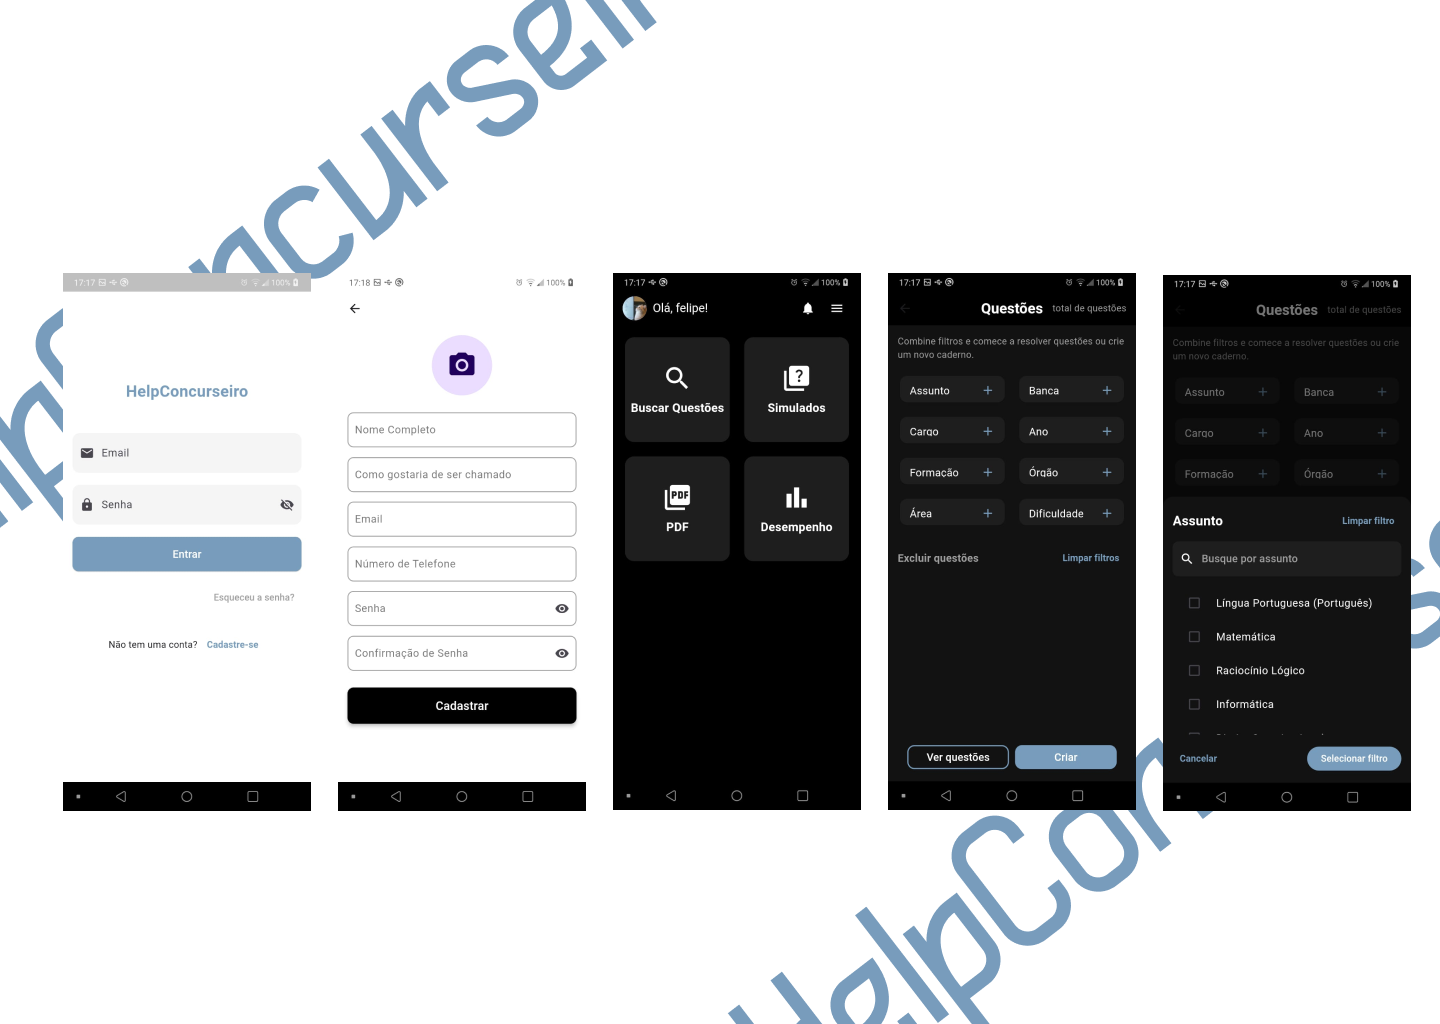 HelpConcurseiro
17:17
100%
HelpConcurseiro
Email
Senha
Entrar
Esqueceu a senha?
Não tem uma conta? Cadastre-se
17:18
100%
Nome Completo
Como gostaria de ser chamado
Email
Número de Telefone
Senha
Confirmação de Senha
Cadastrar
17:17
100%
Olá, felipe!
Buscar Questões
Simulados
PDF
PDF
Desempenho
17:17
100%
Questões total de questões
Combine filtros e comece a resolver questões ou crie
um novo caderno.
Assunto
Banca
Cargo
Ano
Formação
Órgão
Área
Dificuldade
Excluir questões
Limpar filtros
Ver questões
Criar
17:17
100%
Questões total de questões
Combine filtros e comece a resolver questões ou crie
um novo caderno.
Assunto
Banca
Cargo
Ano
Formação
Órgão
Assunto
Limpar filtro
Busque por assunto
Língua Portuguesa (Português)
Matemática
Raciocínio Lógico
Informática
Cancelar
Selecionar filtro
HelpConcurseiro